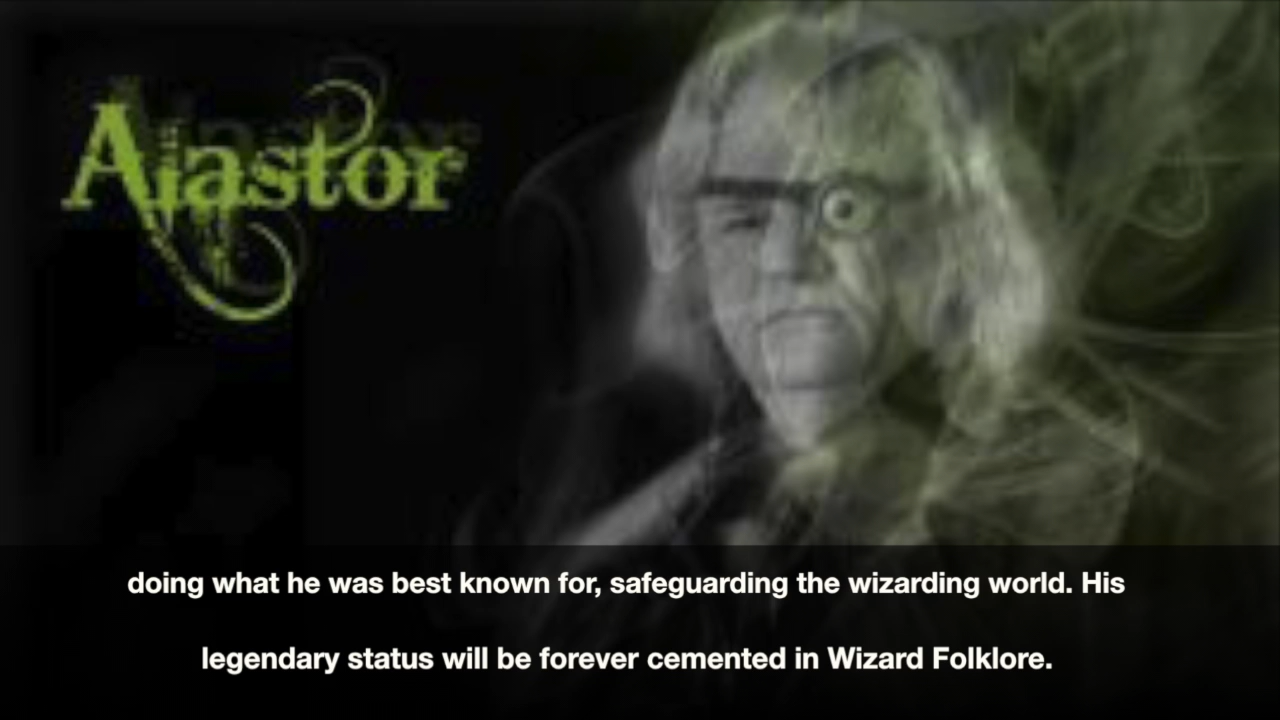 Alastor
doing what he was best known for, safeguarding the wizarding world. His
legendary status will be forever cemented in Wizard Folklore.